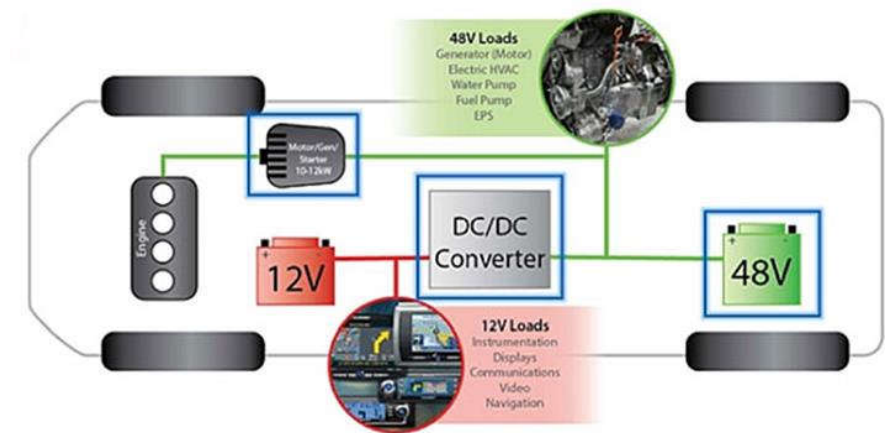 48V Loads
Generator (Motor)
Electric HVAC
Water Pump
Fuel Pump
EPS
Motor/Gen/
Starter
10-12kW
Engine
12V
DC/DC
Converter
48V
12V Loads
Instrumentation
Displays
Communications
Video
Navigation